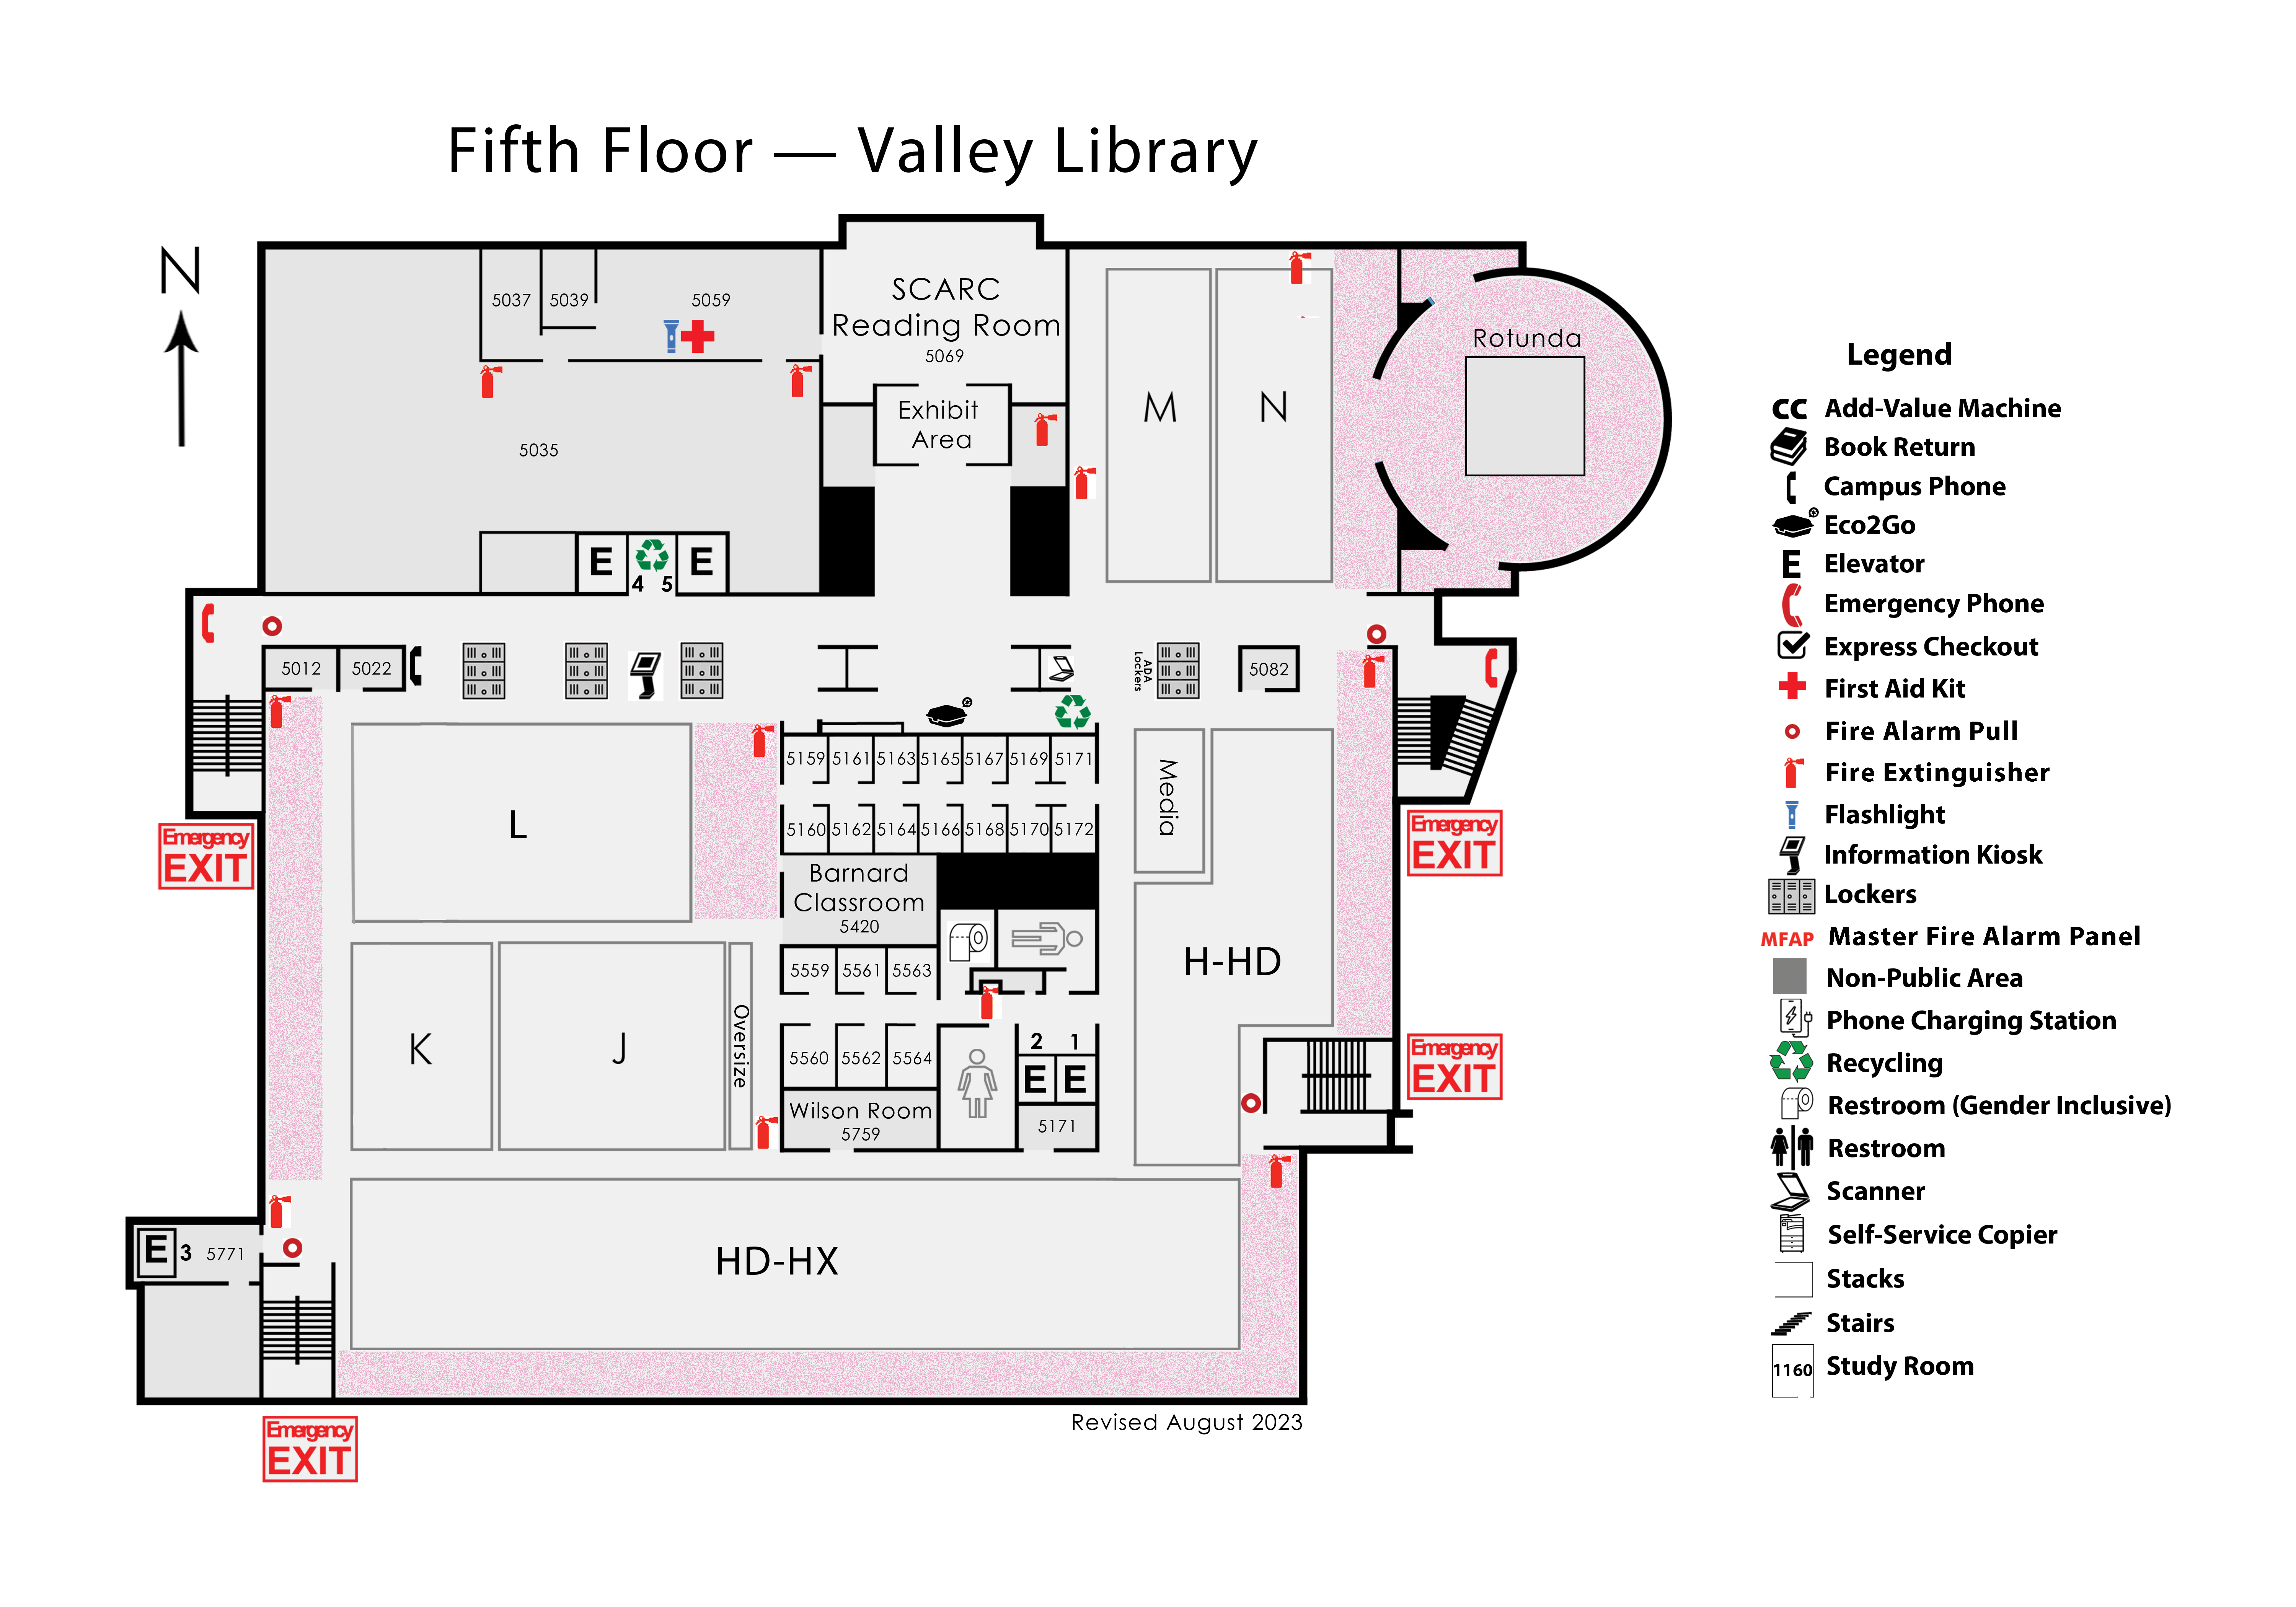 Fifth Floor — Valley Library
N
5037
5039
5059
SCARC
Reading Room
5069
Exhibit
Area
5035
M
N
Rotunda
E
4
5
E
5012
5022
ADA
Lockers
5082
5159
5161
5163
5165
5167
5169
5171
5160
5162
5164
5166
5168
5170
5172
L
Media
Barnard
Classroom
5420
H-HD
5559
5561
5563
K
J
Oversize
5560
5562
5564
2
1
E
E
Wilson Room
5759
5171
Emergency
EXIT
Emergency
EXIT
Emergency
EXIT
E
3
5771
HD-HX
Emergency
EXIT
Revised August 2023
Legend
CC Add-Value Machine
Book Return
Campus Phone
Eco2Go
E Elevator
Emergency Phone
Express Checkout
First Aid Kit
Fire Alarm Pull
Fire Extinguisher
Flashlight
Information Kiosk
Lockers
MFAP Master Fire Alarm Panel
Non-Public Area
Phone Charging Station
Recycling
Restroom (Gender Inclusive)
Restroom
Scanner
Self-Service Copier
Stacks
Stairs
1160 Study Room